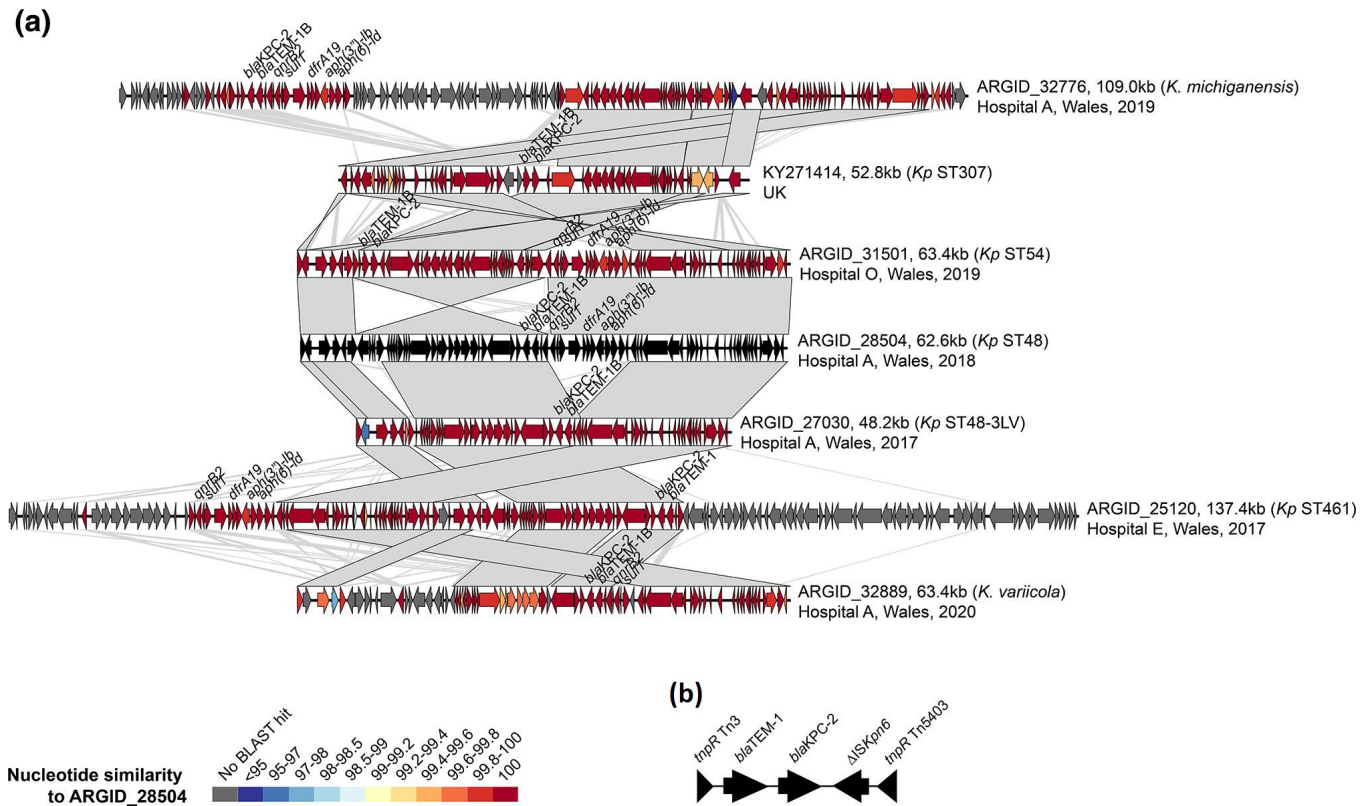 (a)
blaKPC-2
blaTEM-1B
qnrB2
sul1
dfrA19
aph(3")-Ib
aph(6)-Id
ARGID_32776, 109.0kb (K. michiganensis)
Hospital A, Wales, 2019
blaTEM-1B
blaKPC-2
KY271414, 52.8kb (Kp ST307)
UK
blaTEM-1B
blaKPC-2
qnrB2
sul1
dfrA19
aph(3")-Ib
aph(6)-Id
ARGID_31501, 63.4kb (Kp ST54)
Hospital O, Wales, 2019
blaKPC-2
blaTEM-1B
qnrB2
sul1
dfrA19
aph(3")-Ib
aph(6)-Id
ARGID_28504, 62.6kb (Kp ST48)
Hospital A, Wales, 2018
blaKPC-2
blaTEM-1B
ARGID_27030, 48.2kb (Kp ST48-3LV)
Hospital A, Wales, 2017
qnrB2
sul1
dfrA19
aph(3")-Ib
aph(6)-Id
blaKPC-2
blaTEM-1
ARGID_25120, 137.4kb (Kp ST461)
Hospital E, Wales, 2017
blaKPC-2
blaTEM-1B
qnrB2
sul1
ARGID_32889, 63.4kb (K. variicola)
Hospital A, Wales, 2020
Nucleotide similarity
to ARGID_28504
No BLAST hit
<95
95-97
97-98
98-98.5
98.5-99
99-99.2
99.2-99.4
99.4-99.6
99.6-99.8
99.8-100
100
(b)
tnpR Tn3
blaTEM-1
blaKPC-2
ΔISKpn6
tnpR Tn5403